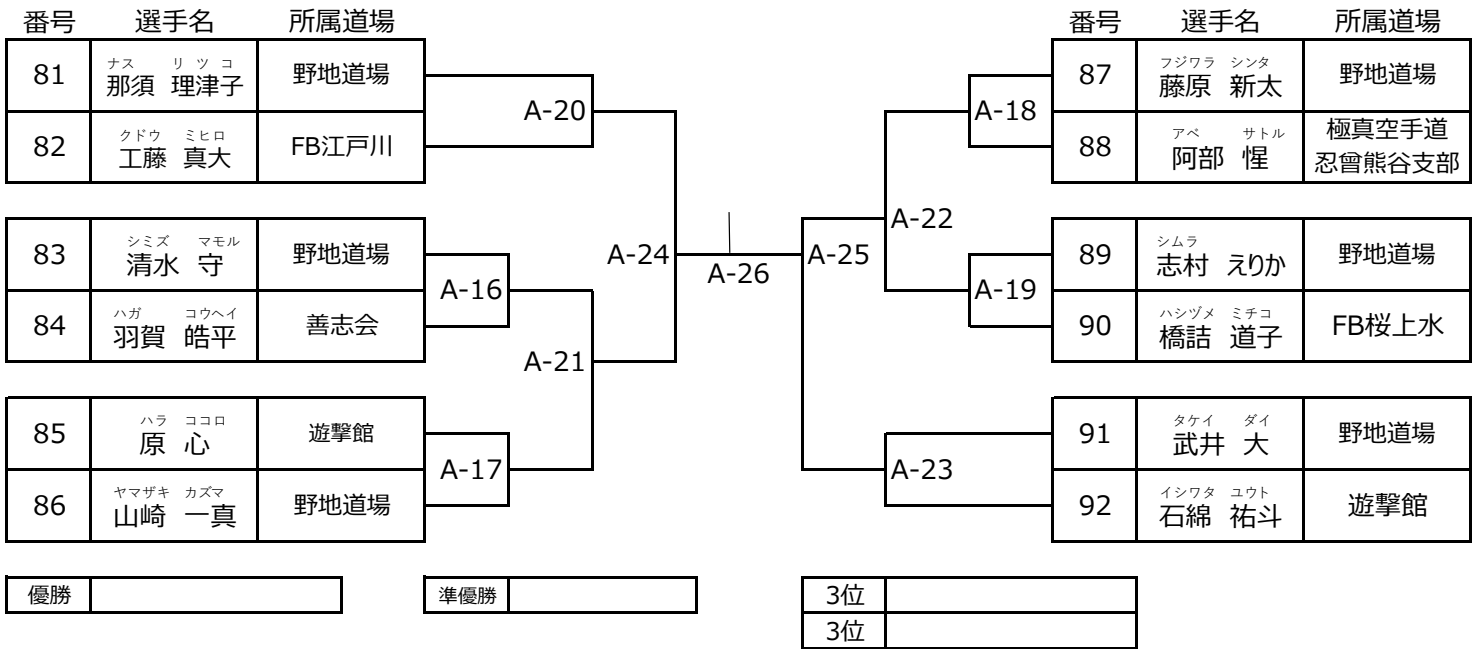 番号 選手名 所属道場
81 ナス リツコ 那須 理津子 野地道場
82 クドウ ミヒロ 工藤 真大 FB江戸川
A-20
83 シミズ マモル 清水 守 野地道場
84 ハガ コウヘイ 羽賀 皓平 善志会
A-16
85 ハラ ココロ 原 心 遊撃館
86 ヤマザキ カズマ 山崎 一真 野地道場
A-17
A-21
A-24
A-26
A-25
番号 選手名 所属道場
87 フジワラ シンタ 藤原 新太 野地道場
88 アベ サトル 阿部 惺 極真空手道
忍曾熊谷支部
A-18
A-22
89 シムラ 志村 えりか 野地道場
90 ハシヅメ ミチコ 橋詰 道子 FB桜上水
A-19
91 タケイ ダイ 武井 大 野地道場
92 イシワタ ユウト 石綿 祐斗 遊撃館
A-23
優勝
準優勝
3位
3位